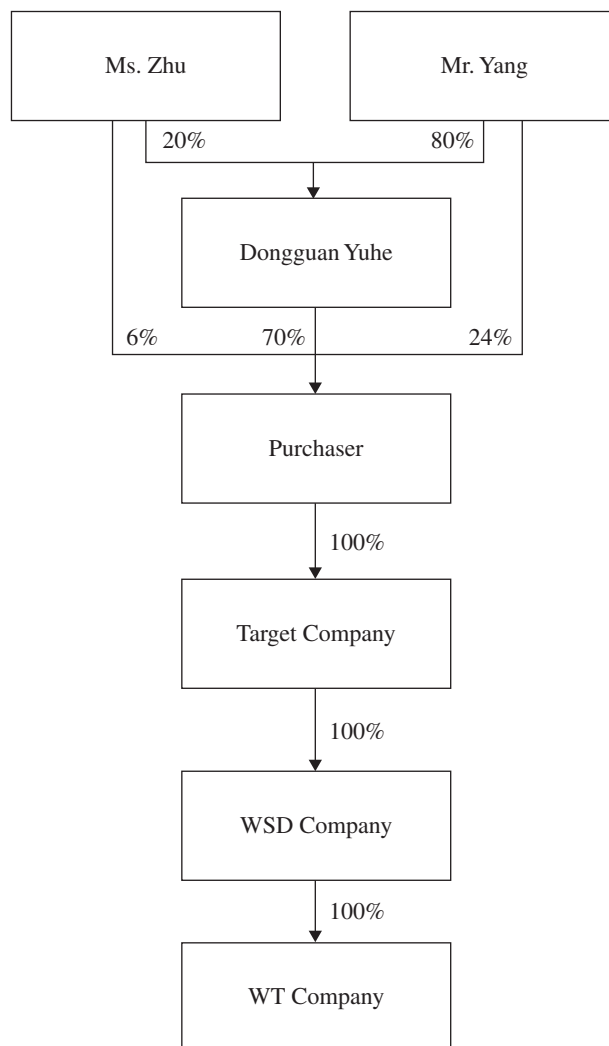 Ms. Zhu
Mr. Yang
20%
80%
Dongguan Yuhe
6%
70%
24%
Purchaser
100%
Target Company
100%
WSD Company
100%
WT Company